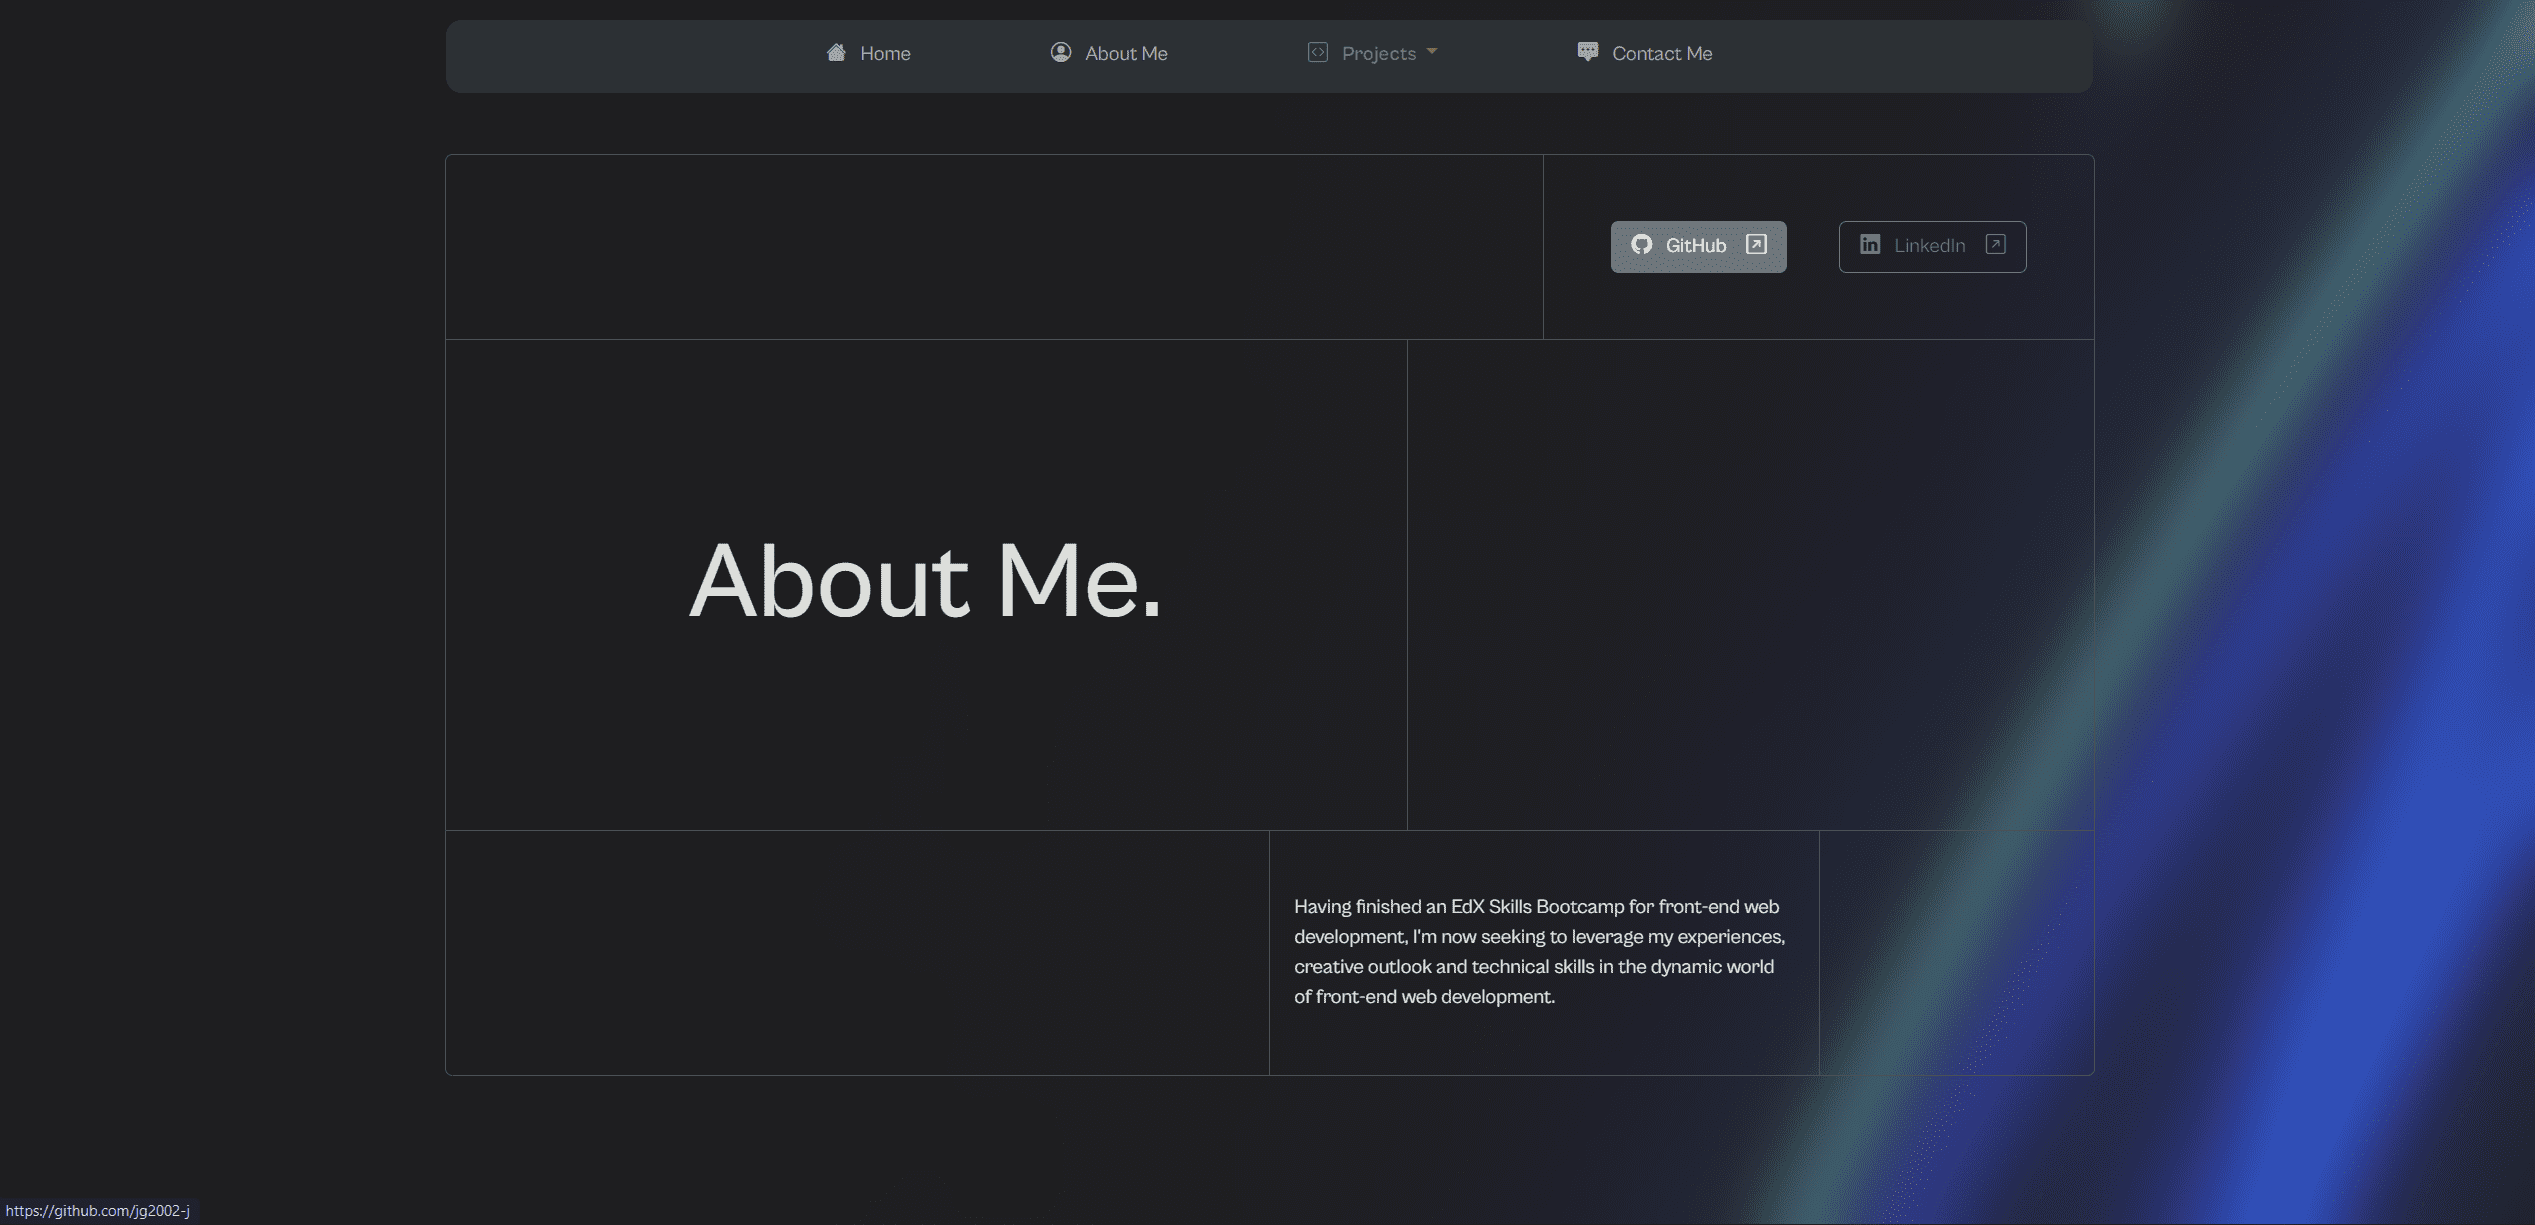 Home
About Me
Projects
Contact Me
GitHub
LinkedIn
About Me.
Having finished an EdX Skills Bootcamp for front-end web
development, I'm now seeking to leverage my experiences,
creative outlook and technical skills in the dynamic world
of front-end web development.
https://github.com/jg2002-j